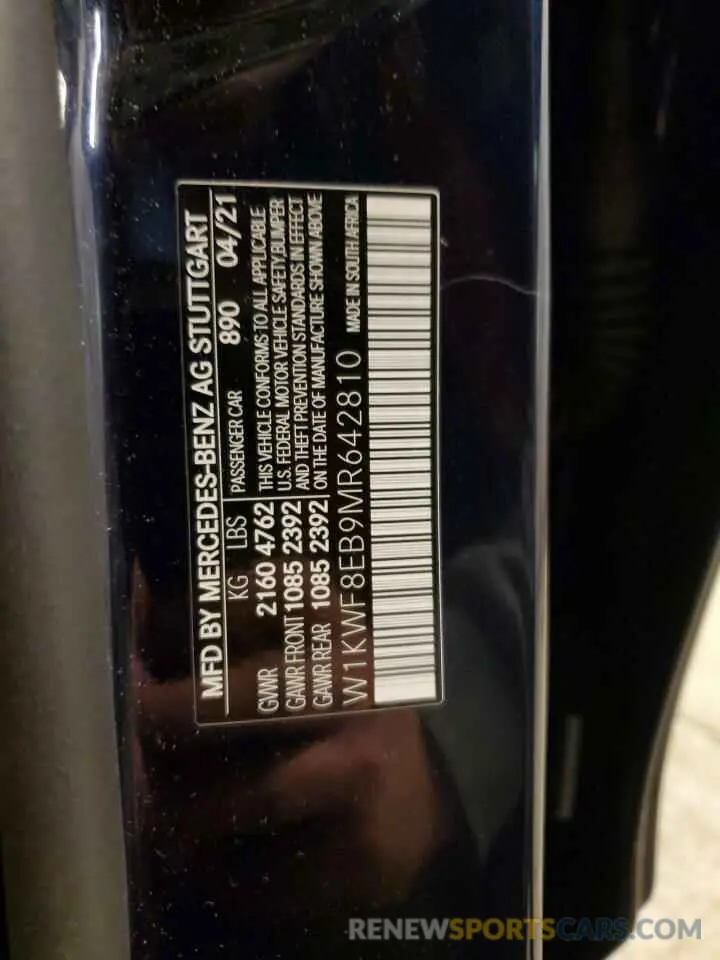 MFD BY MERCEDES-BENZ AG STUTTGART
KG LBS PASSENGER CAR 890 04/21
GVWR 2160 4762 THIS VEHICLE CONFORMS TO ALL APPLICABLE
GAWR FRONT 1085 2392 U.S. FEDERAL MOTOR VEHICLE SAFETY,BUMPER
GAWR REAR 1085 2392 AND THEFT PREVENTION STANDARDS IN EFFECT
ON THE DATE OF MANUFACTURE SHOWN ABOVE
W1KWF8EB9MR642810 MADE IN SOUTH AFRICA
RENEWSPORTSCARS.COM